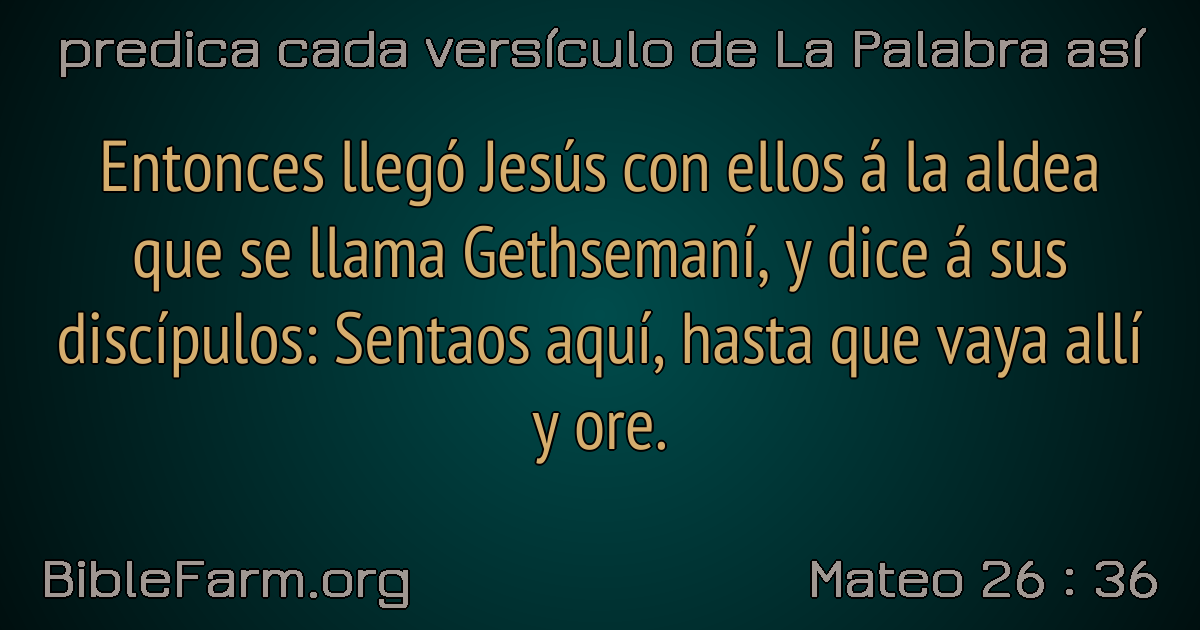 predica cada versículo de La Palabra así
Entonces llegó Jesús con ellos á la aldea
que se llama Gethsemaní, y dice á sus
discípulos: Sentaos aquí, hasta que vaya allí
y ore.
BibleFarm.org
Mateo 26 : 36